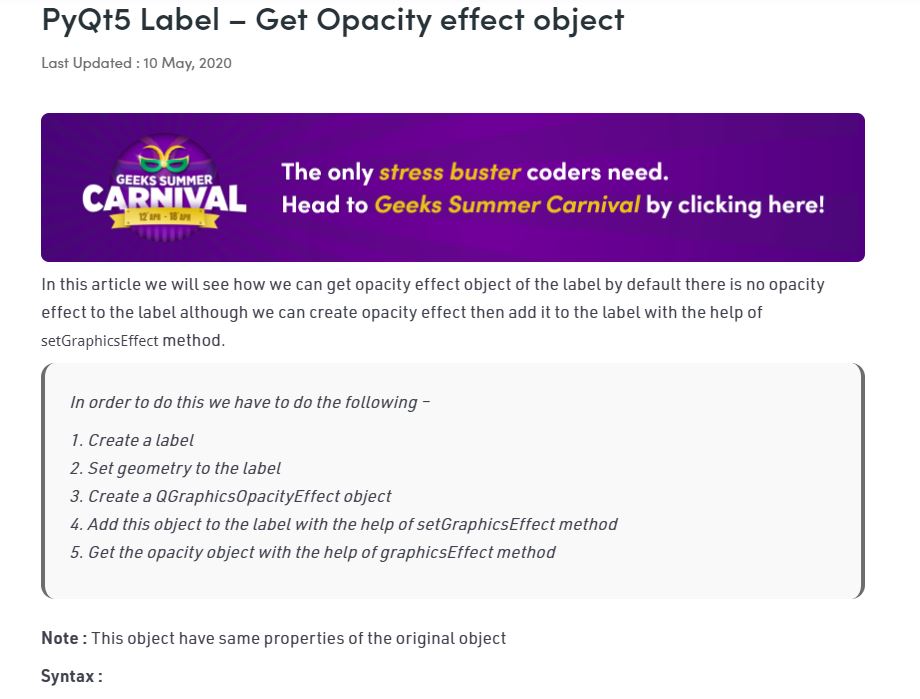 PyQt5 Label – Get Opacity effect object
Last Updated : 10 May, 2020
GEEKS SUMMER
CARNIVAL
12 APR - 18 APR
The only stress buster coders need.
Head to Geeks Summer Carnival by clicking here!
In this article we will see how we can get opacity effect object of the label by default there is no opacity
effect to the label although we can create opacity effect then add it to the label with the help of
setGraphicsEffect method.
In order to do this we have to do the following –
1. Create a label
2. Set geometry to the label
3. Create a QGraphicsOpacityEffect object
4. Add this object to the label with the help of setGraphicsEffect method
5. Get the opacity object with the help of graphicsEffect method
Note : This object have same properties of the original object
Syntax :